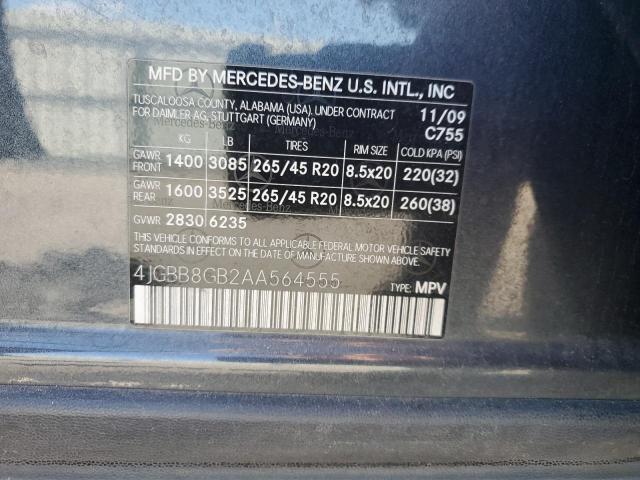 MFD BY MERCEDES-BENZ U.S. INTL., INC
TUSCALOOSA COUNTY, ALABAMA (USA), UNDER CONTRACT 11/09
FOR DAIMLER AG, STUTTGART (GERMANY) C755
KG LB TIRES RIM SIZE COLD KPA (PSI)
GAWR FRONT 1400 3085 265/45 R20 8.5x20 220(32)
GAWR REAR 1600 3525 265/45 R20 8.5x20 260(38)
GVWR 2830 6235
THIS VEHICLE CONFORMS TO ALL APPLICABLE FEDERAL MOTOR VEHICLE SAFETY
STANDARDS IN EFFECT ON THE DATE OF MANUFACTURE SHOWN ABOVE.
4JGBB8GB2AA564555 TYPE: MPV